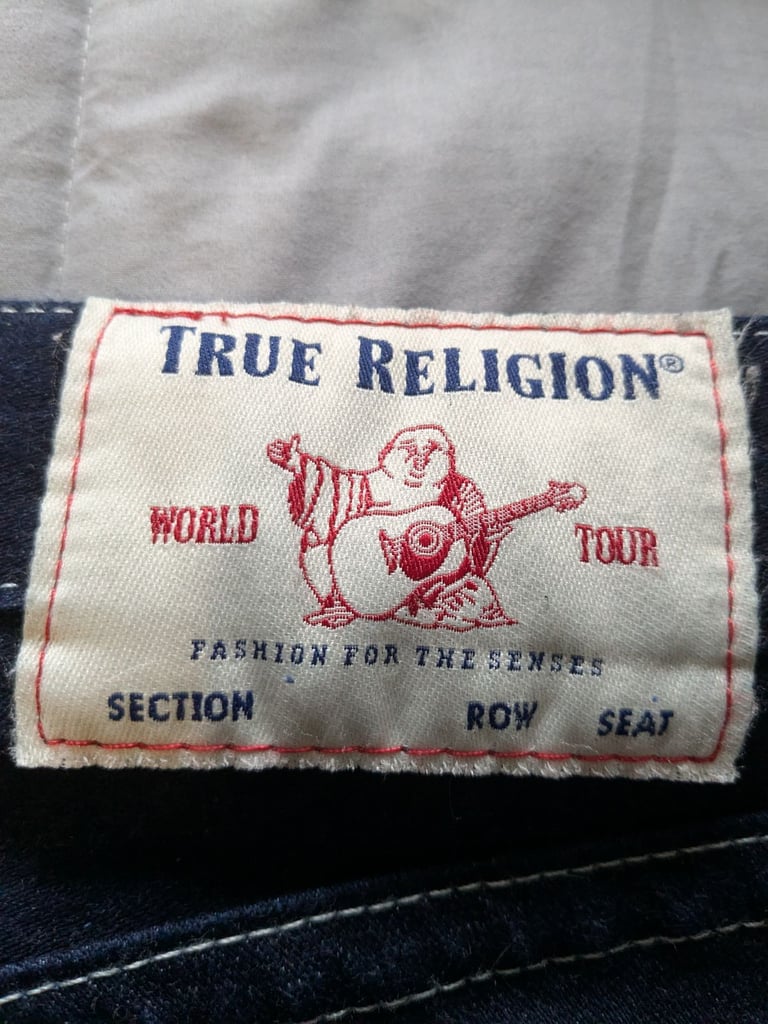 TRUE RELIGION®
WORLD TOUR
FASHION FOR THE SENSES
SECTION ROW SEAT